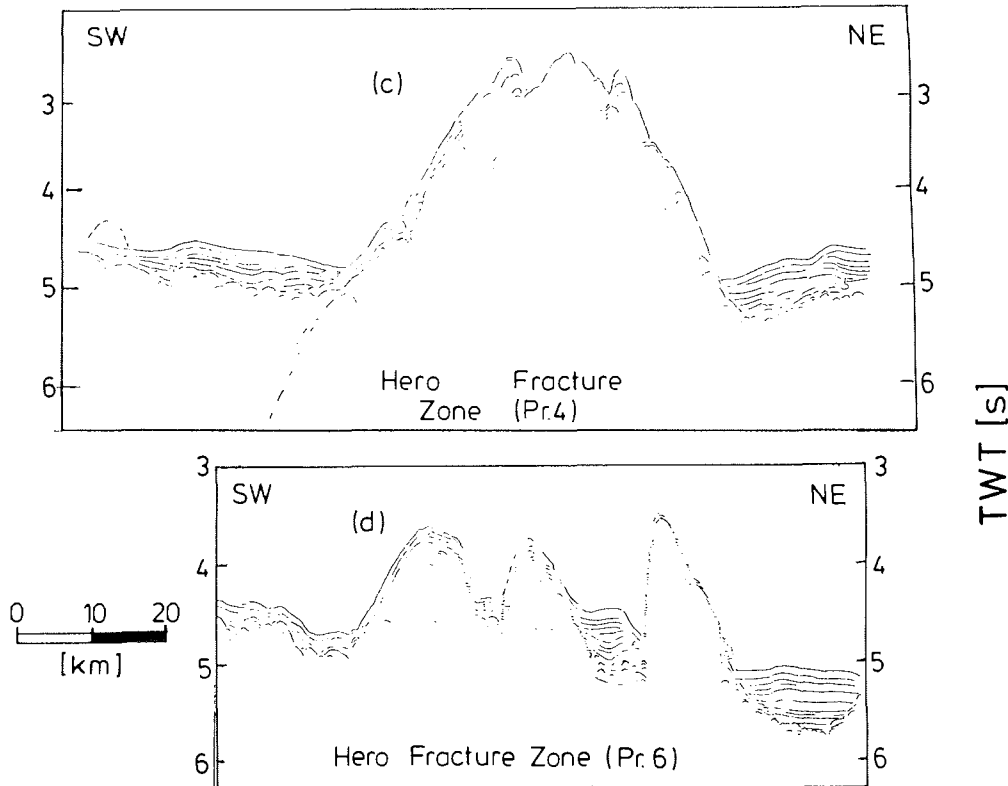 SW NE
(c)
3 3
4 4
5 5
6 6
Hero Fracture
Zone (Pr.4)
TWT [s]
3 3
SW NE
(d)
4 4
0 10 20
[km]
5 5
6 6
Hero Fracture Zone (Pr. 6)